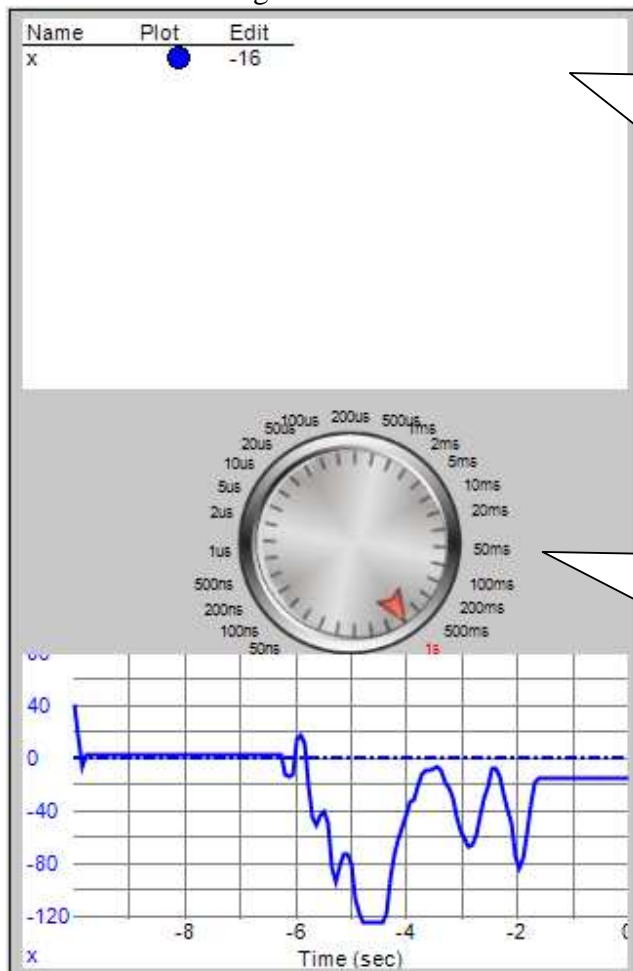 Name Plot Edit
x -16
50us 100us 200us 500us 1ms
20us 2ms
10us 5ms
5us 10ms
2us 20ms
1us 50ms
500ns 100ms
200ns 200ms
100ns 500ms
50ns 1s
40
0
-40
-80
-120
-8 -6 -4 -2
x Time (sec)